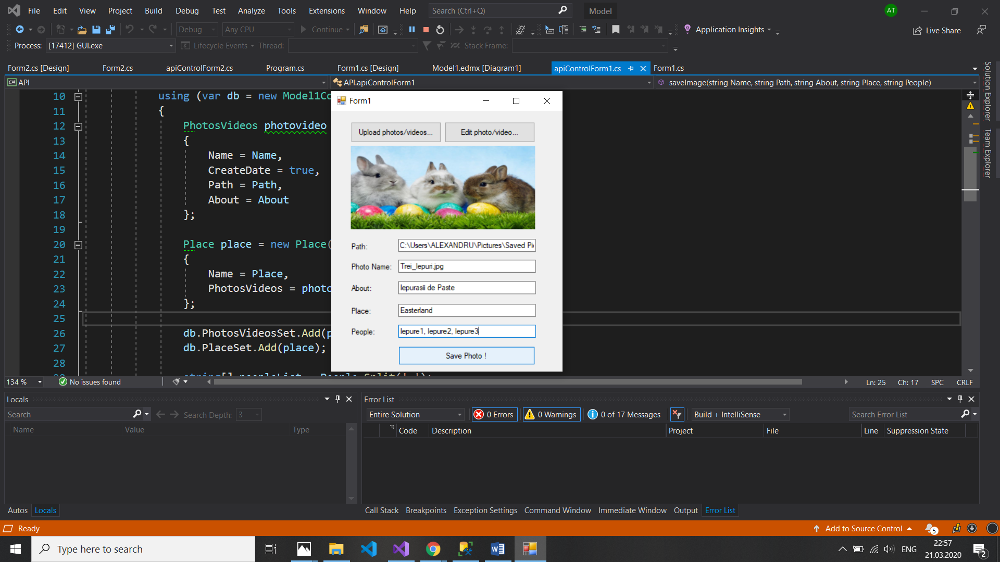 File Edit View Project Build Debug Test Analyze Tools Extensions Window Help Search (Ctrl+Q) Model AT
Debug Any CPU Continue Application Insights Live Share
Process: [17412] GUI.exe Lifecycle Events Thread: Stack Frame:
Form2.cs [Design] Form2.cs apiControlForm2.cs Program.cs Form1.cs [Design] Model1.edmx [Diagram1] apiControlForm1.cs Form1.cs
C# API API.apiControlForm1 saveImage(string Name, string Path, string About, string Place, string People)
Solution Explorer
Team Explorer
10 using (var db = new Model1Co
11 {
12 PhotosVideos photovideo
13 {
14 Name = Name,
15 CreateDate = true,
16 Path = Path,
17 About = About
18 };
19
20 Place place = new Place(
21 {
22 Name = Place,
23 PhotosVideos = photo
24 };
25
26 db.PhotosVideosSet.Add(p
27 db.PlaceSet.Add(place);
28
Form1
Upload photos/videos... Edit photo/video...
Path: C:\Users\ALEXANDRU\Pictures\Saved Pi
Photo Name: Trei_Iepuri.jpg
About: Iepurasii de Paste
Place: Easterland
People: Iepure1, Iepure2, Iepure3
Save Photo !
134 % No issues found Ln: 25 Ch: 17 SPC CRLF
Locals
Search Search Depth: 3
Name Value Type
Autos Locals
Error List
Entire Solution 0 Errors 0 Warnings 0 of 17 Messages Build + IntelliSense Search Error List
Code Description Project File Line Suppression State
Call Stack Breakpoints Exception Settings Command Window Immediate Window Output Error List
Ready Add to Source Control 5
Type here to search ENG 22:57
21.03.2020 2